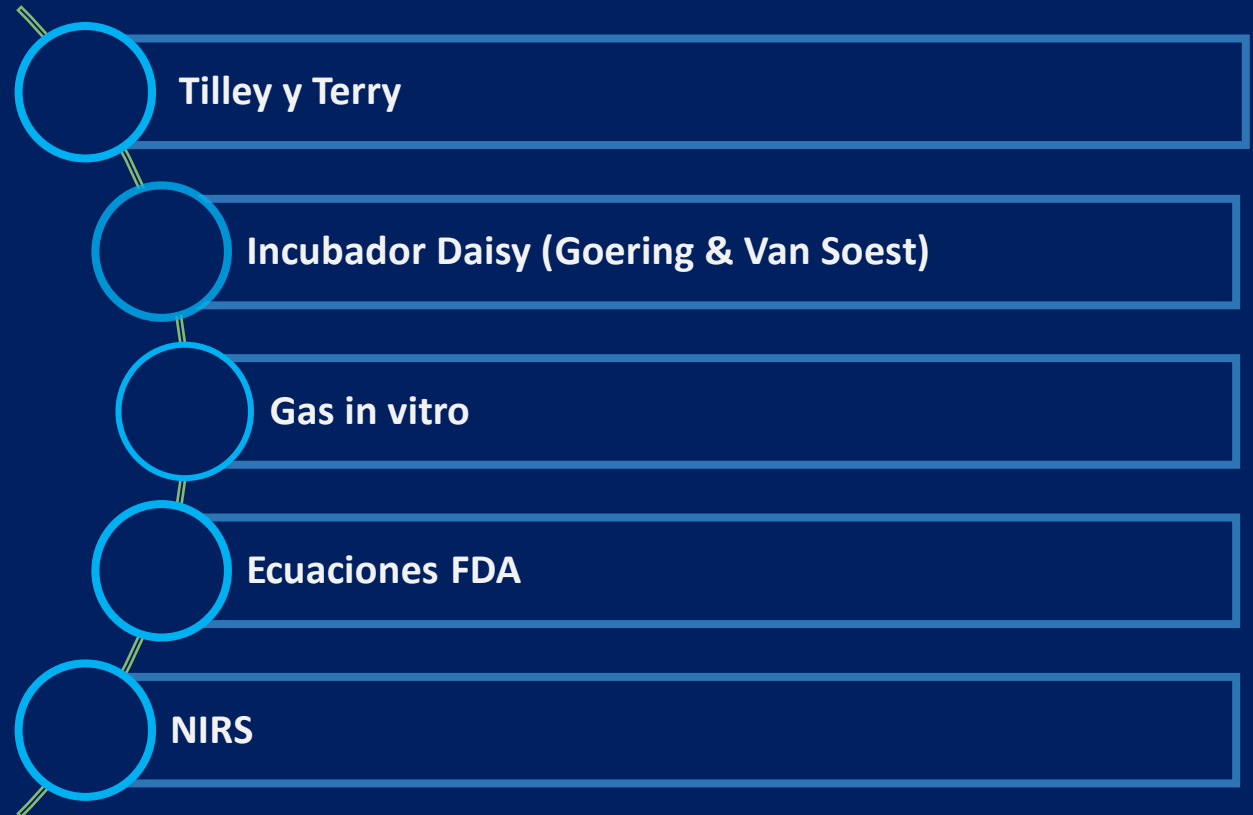 Tilley y Terry
Incubador Daisy (Goering & Van Soest)
Gas in vitro
Ecuaciones FDA
NIRS